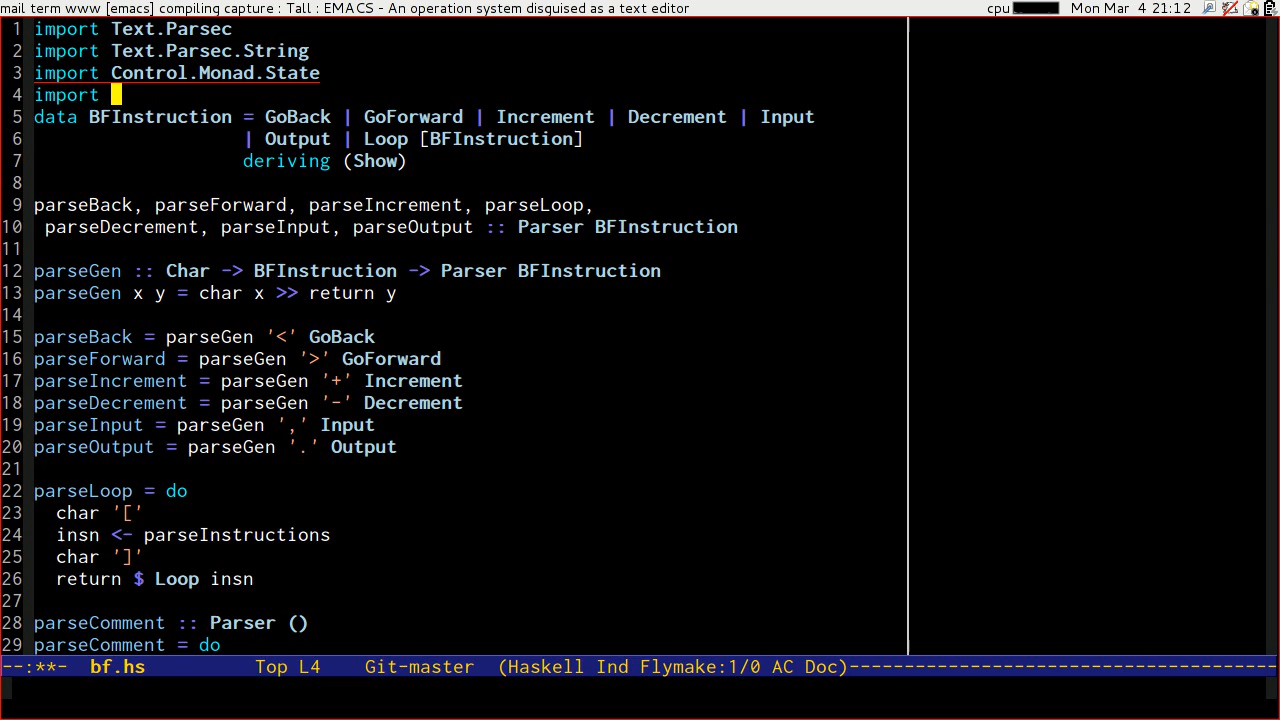 mail term www [emacs] compiling capture : Tall : EMACS - An operation system disguised as a text editor cpu Mon Mar 4 21:12
1 import Text.Parsec
2 import Text.Parsec.String
3 import Control.Monad.State
4 import
5 data BFInstruction = GoBack | GoForward | Increment | Decrement | Input
6                    | Output | Loop [BFInstruction]
7                    deriving (Show)
8
9 parseBack, parseForward, parseIncrement, parseLoop,
10  parseDecrement, parseInput, parseOutput :: Parser BFInstruction
11
12 parseGen :: Char -> BFInstruction -> Parser BFInstruction
13 parseGen x y = char x >> return y
14
15 parseBack = parseGen '<' GoBack
16 parseForward = parseGen '>' GoForward
17 parseIncrement = parseGen '+' Increment
18 parseDecrement = parseGen '-' Decrement
19 parseInput = parseGen ',' Input
20 parseOutput = parseGen '.' Output
21
22 parseLoop = do
23   char '['
24   insn <- parseInstructions
25   char ']'
26   return $ Loop insn
27
28 parseComment :: Parser ()
29 parseComment = do
--:**-  bf.hs          Top L4    Git-master  (Haskell Ind Flymake:1/0 AC Doc)---------------------------------------